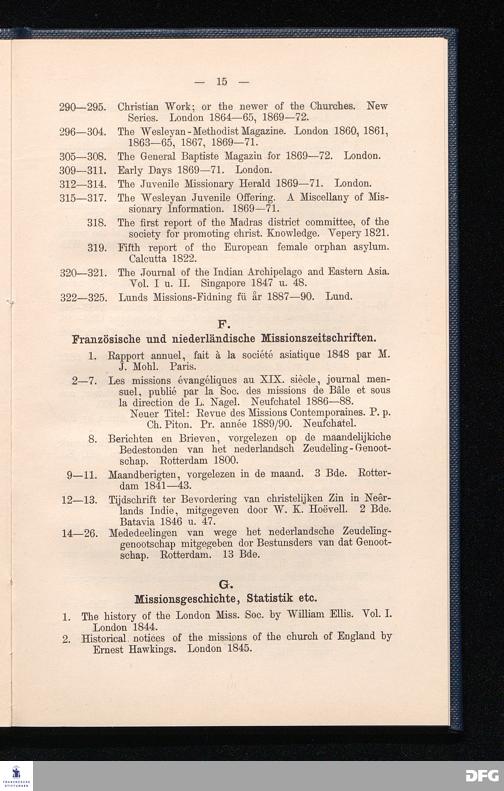 — 15 —
290—295. Christian Work; or the newer of the Churches. New
Series. London 1864—65, 1869—72.
296—304. The Wesleyan-Methodist Magazine. London 1860, 1861,
1863—65, 1867, 1869—71.
305—308. The General Baptiste Magazin for 1869—72. London.
309—311. Early Days 1869—71. London.
312—314. The Juvenile Missionary Herald 1869—71. London.
315—317. The Wesleyan Juvenile Offering. A Miscellany of Mis-
sionary Information. 1869—71.
318. The first report of the Madras district committee, of the
society for promoting christ. Knowledge. Vepery 1821.
319. Fifth report of the European female orphan asylum.
Calcutta 1822.
320—321. The Journal of the Indian Archipelago and Eastern Asia.
Vol. I u. II. Singapore 1847 u. 48.
322—325. Lunds Missions-Fidning fü år 1887—90. Lund.
F.
Französische und niederländische Missionszeitschriften.
1. Rapport annuel, fait à la société asiatique 1848 par M.
J. Mohl. Paris.
2—7. Les missions évangéliques au XIX. siècle, journal men-
suel, publié par la Soc. des missions de Bâle et sous
la direction de L. Nagel. Neufchatel 1886—88.
Neuer Titel: Revue des Missions Contemporaines. P. p.
Ch. Piton. Pr. année 1889/90. Neufchatel.
8. Berichten en Brieven, vorgelezen op de maandelijkiche
Bedestonden van het nederlandsch Zeudeling-Genoot-
schap. Rotterdam 1800.
9—11. Maandberigten, vorgelezen in de maand. 3 Bde. Rotter-
dam 1841—43.
12—13. Tijdschrift ter Bevordering van christelijken Zin in Neêr-
lands Indie, mitgegeven door W. K. Hoëvell. 2 Bde.
Batavia 1846 u. 47.
14—26. Mededeelingen van wege het nederlandsche Zeudeling-
genootschap mitgegeben dor Bestunsders van dat Genoot-
schap. Rotterdam. 13 Bde.
G.
Missionsgeschichte, Statistik etc.
1. The history of the London Miss. Soc. by William Ellis. Vol. I.
London 1844.
2. Historical notices of the missions of the church of England by
Ernest Hawkings. London 1845.
FRANCKESCHE
STIFTUNGEN
DFG